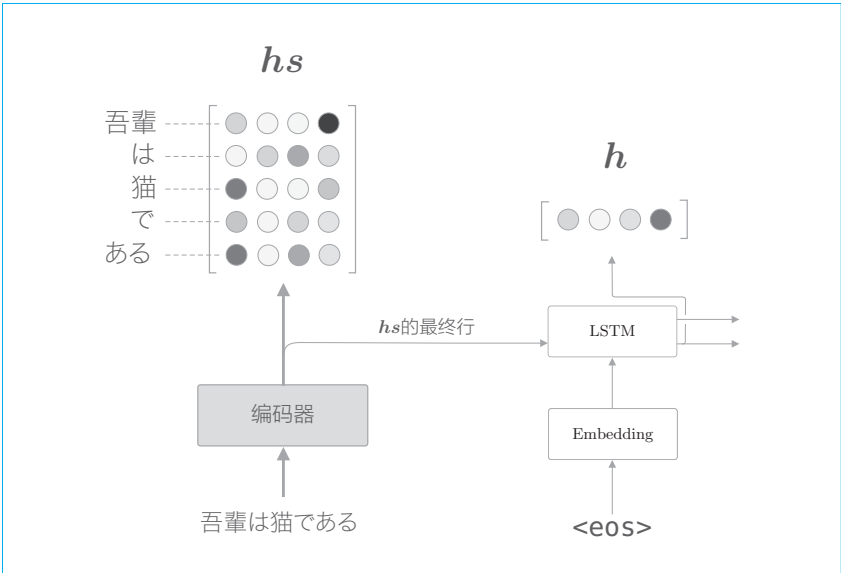 hs
吾輩
は
猫
で
ある
h
hs的最终行
LSTM
编码器
Embedding
吾輩は猫である
<eos>